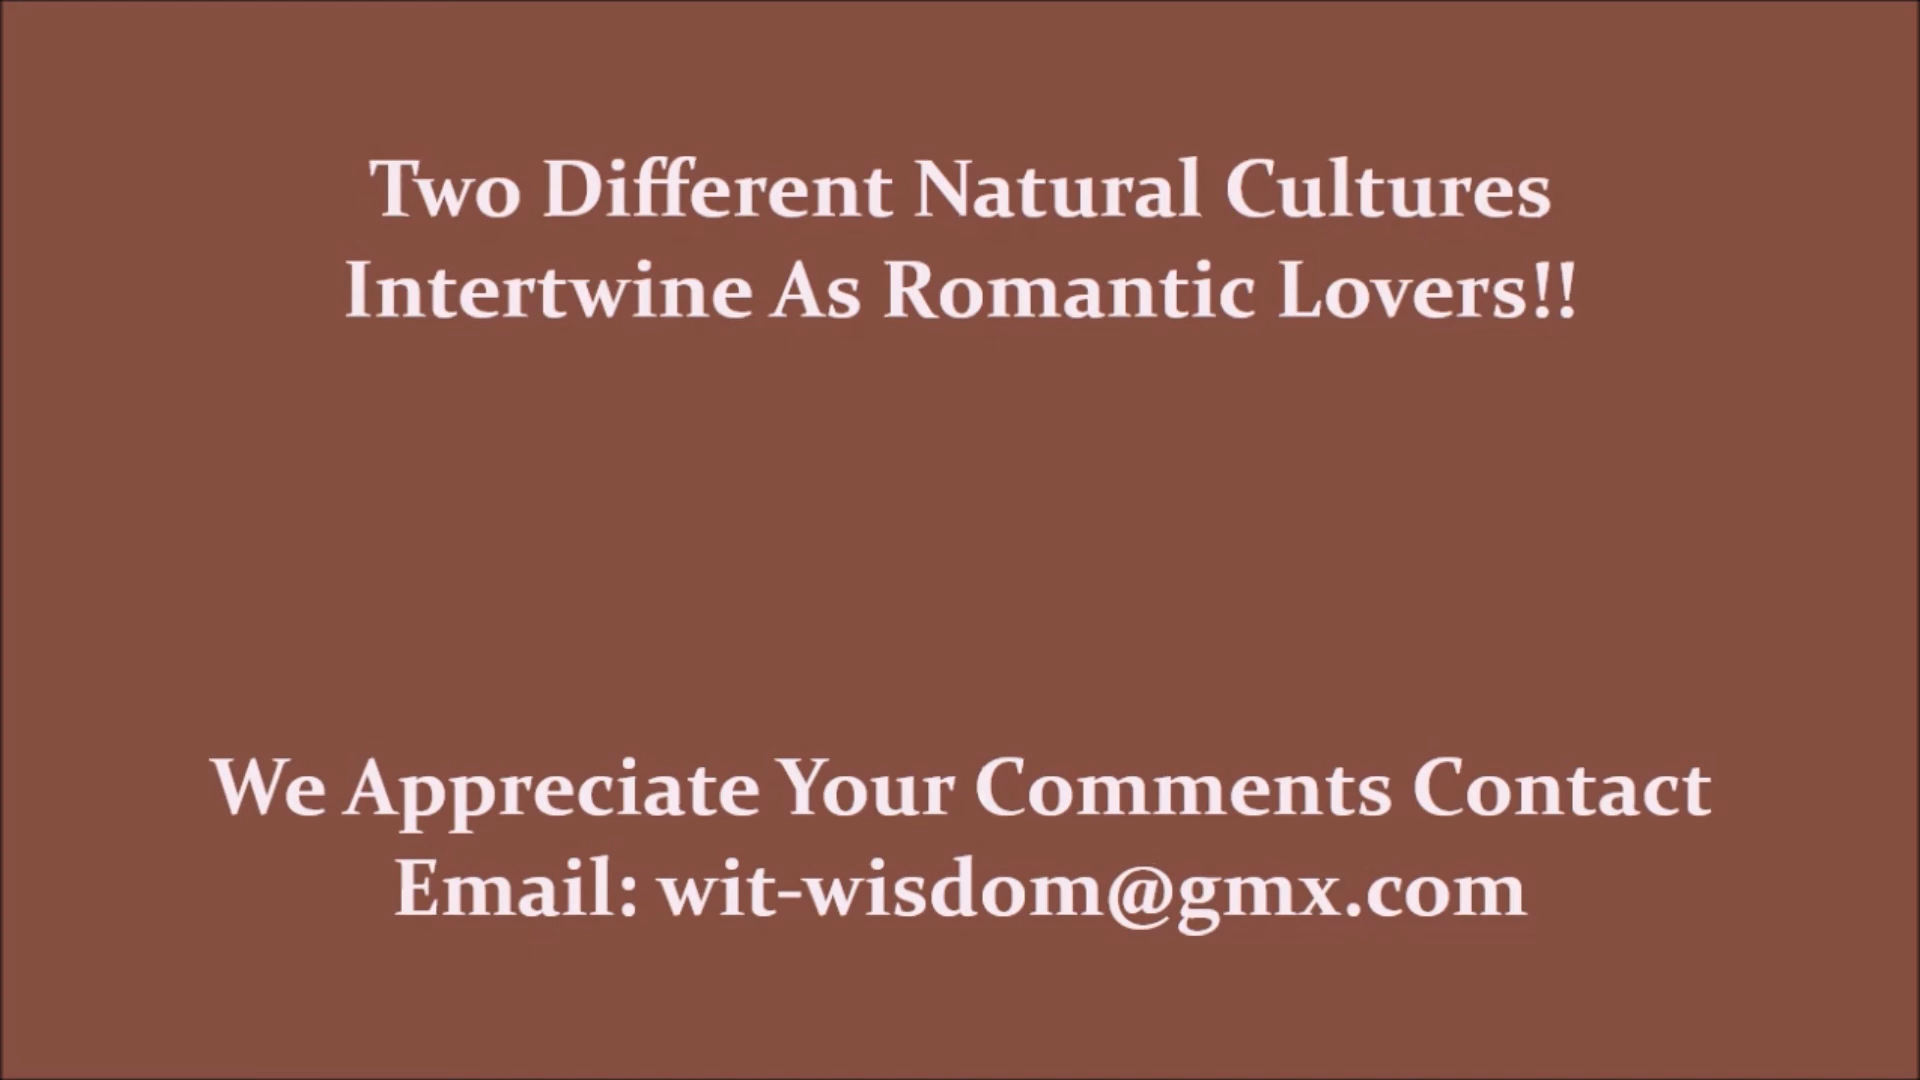 Two Different Natural Cultures
Intertwine As Romantic Lovers!!
We Appreciate Your Comments Contact
Email: wit-wisdom@gmx.com